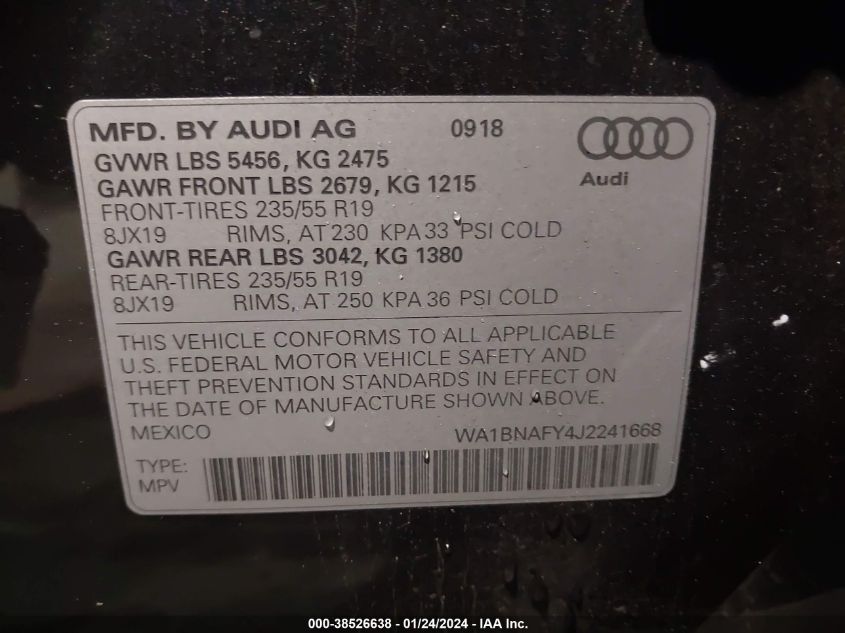 MFD. BY AUDI AG 0918
GVWR LBS 5456, KG 2475
GAWR FRONT LBS 2679, KG 1215
Audi
FRONT-TIRES 235/55 R19
8JX19 RIMS, AT 230 KPA 33 PSI COLD
GAWR REAR LBS 3042, KG 1380
REAR-TIRES 235/55 R19
8JX19 RIMS, AT 250 KPA 36 PSI COLD
THIS VEHICLE CONFORMS TO ALL APPLICABLE
U.S. FEDERAL MOTOR VEHICLE SAFETY AND
THEFT PREVENTION STANDARDS IN EFFECT ON
THE DATE OF MANUFACTURE SHOWN ABOVE.
MEXICO WA1BNAFY4J2241668
TYPE:
MPV
000-38526638 - 01/24/2024 - WWW.IAAI.COM